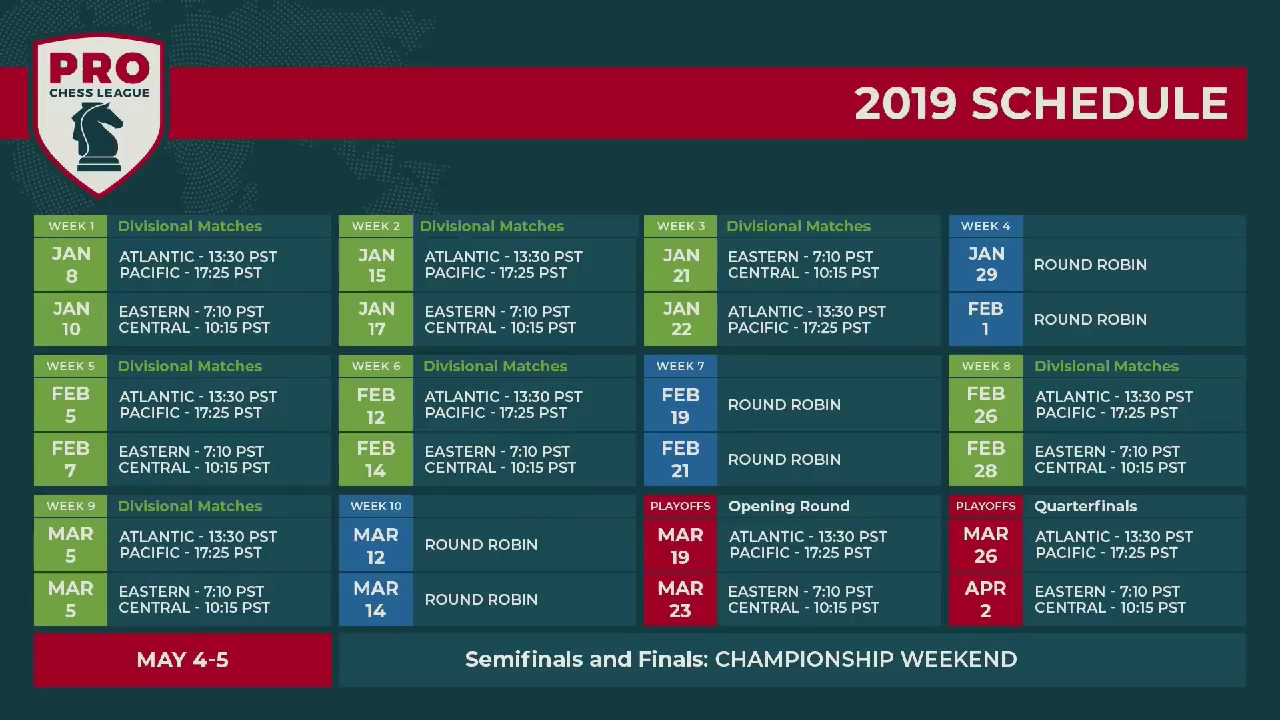 PRO
CHESS LEAGUE
2019 SCHEDULE
WEEK 1 Divisional Matches
JAN 8
ATLANTIC - 13:30 PST
PACIFIC - 17:25 PST
JAN 10
EASTERN - 7:10 PST
CENTRAL - 10:15 PST
WEEK 2 Divisional Matches
JAN 15
ATLANTIC - 13:30 PST
PACIFIC - 17:25 PST
JAN 17
EASTERN - 7:10 PST
CENTRAL - 10:15 PST
WEEK 3 Divisional Matches
JAN 21
EASTERN - 7:10 PST
CENTRAL - 10:15 PST
JAN 22
ATLANTIC - 13:30 PST
PACIFIC - 17:25 PST
WEEK 4
JAN 29
ROUND ROBIN
FEB 1
ROUND ROBIN
WEEK 5 Divisional Matches
FEB 5
ATLANTIC - 13:30 PST
PACIFIC - 17:25 PST
FEB 7
EASTERN - 7:10 PST
CENTRAL - 10:15 PST
WEEK 6 Divisional Matches
FEB 12
ATLANTIC - 13:30 PST
PACIFIC - 17:25 PST
FEB 14
EASTERN - 7:10 PST
CENTRAL - 10:15 PST
WEEK 7
FEB 19
ROUND ROBIN
FEB 21
ROUND ROBIN
WEEK 8 Divisional Matches
FEB 26
ATLANTIC - 13:30 PST
PACIFIC - 17:25 PST
FEB 28
EASTERN - 7:10 PST
CENTRAL - 10:15 PST
WEEK 9 Divisional Matches
MAR 5
ATLANTIC - 13:30 PST
PACIFIC - 17:25 PST
MAR 5
EASTERN - 7:10 PST
CENTRAL - 10:15 PST
WEEK 10
MAR 12
ROUND ROBIN
MAR 14
ROUND ROBIN
PLAYOFFS Opening Round
MAR 19
ATLANTIC - 13:30 PST
PACIFIC - 17:25 PST
MAR 23
EASTERN - 7:10 PST
CENTRAL - 10:15 PST
PLAYOFFS Quarterfinals
MAR 26
ATLANTIC - 13:30 PST
PACIFIC - 17:25 PST
APR 2
EASTERN - 7:10 PST
CENTRAL - 10:15 PST
MAY 4-5
Semifinals and Finals: CHAMPIONSHIP WEEKEND